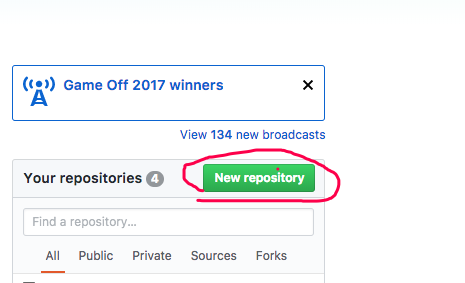 Game Off 2017 winners
View 134 new broadcasts
Your repositories 4
New repository
Find a repository...
All Public Private Sources Forks